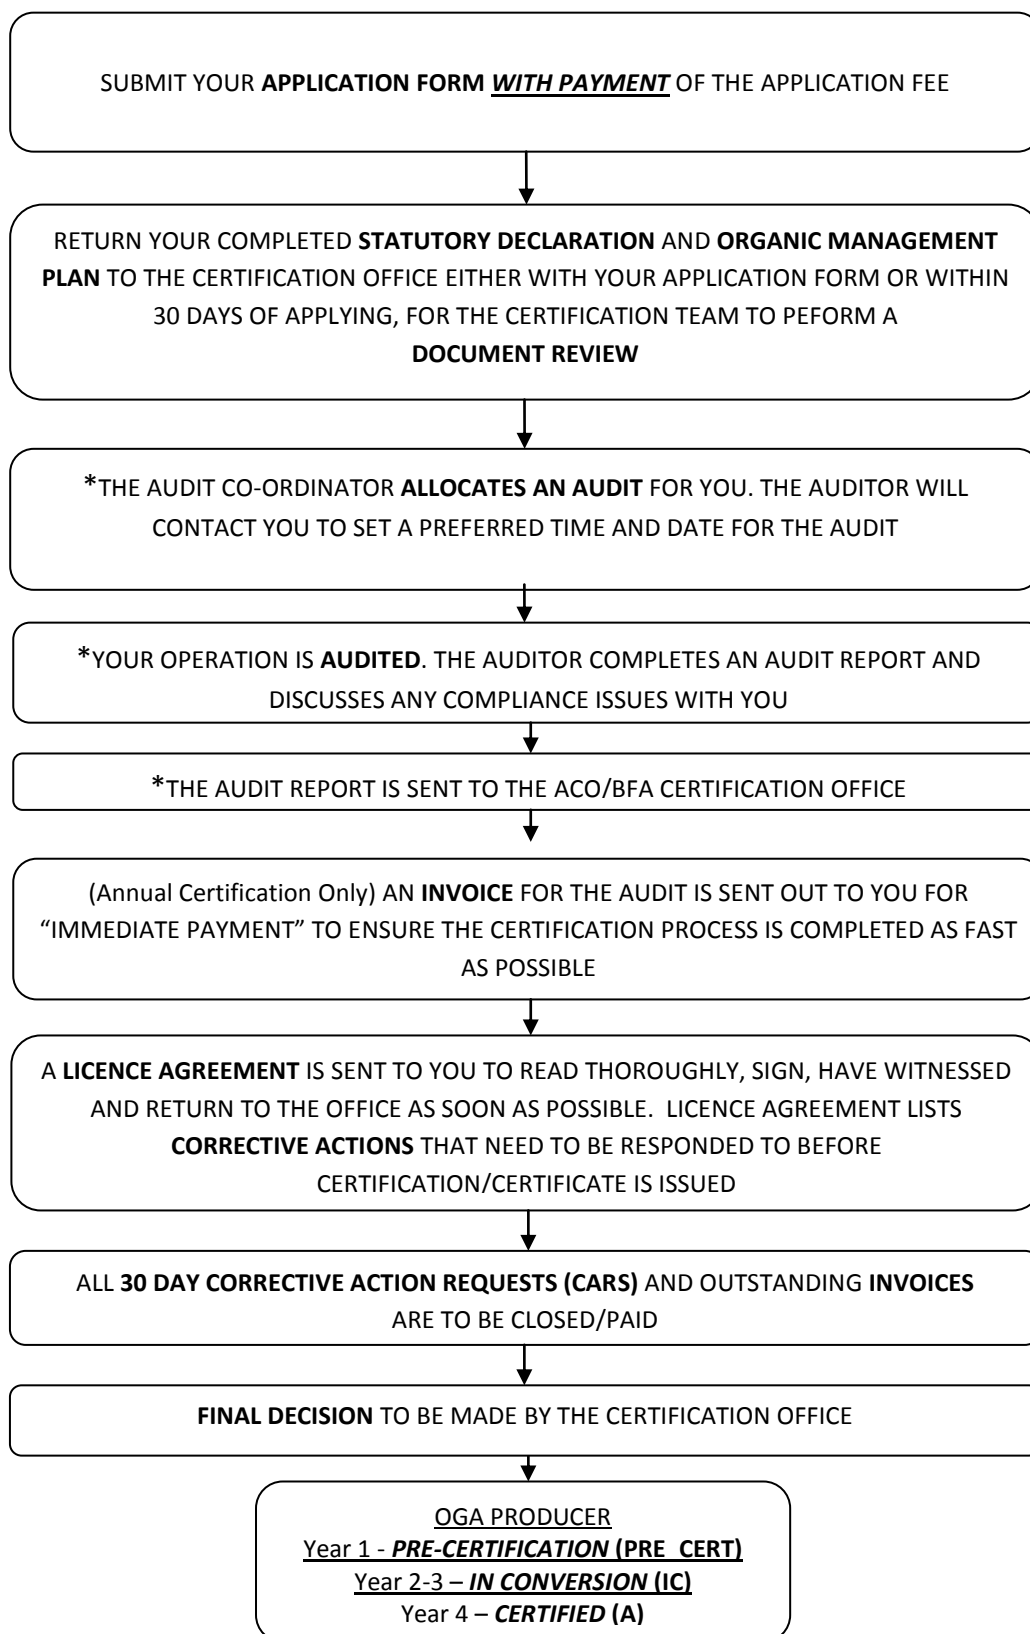 SUBMIT YOUR APPLICATION FORM WITH PAYMENT OF THE APPLICATION FEE
RETURN YOUR COMPLETED STATUTORY DECLARATION AND ORGANIC MANAGEMENT
PLAN TO THE CERTIFICATION OFFICE EITHER WITH YOUR APPLICATION FORM OR WITHIN
30 DAYS OF APPLYING, FOR THE CERTIFICATION TEAM TO PEFORM A
DOCUMENT REVIEW
*THE AUDIT CO-ORDINATOR ALLOCATES AN AUDIT FOR YOU. THE AUDITOR WILL
CONTACT YOU TO SET A PREFERRED TIME AND DATE FOR THE AUDIT
*YOUR OPERATION IS AUDITED. THE AUDITOR COMPLETES AN AUDIT REPORT AND
DISCUSSES ANY COMPLIANCE ISSUES WITH YOU
*THE AUDIT REPORT IS SENT TO THE ACO/BFA CERTIFICATION OFFICE
(Annual Certification Only) AN INVOICE FOR THE AUDIT IS SENT OUT TO YOU FOR
“IMMEDIATE PAYMENT” TO ENSURE THE CERTIFICATION PROCESS IS COMPLETED AS FAST
AS POSSIBLE
A LICENCE AGREEMENT IS SENT TO YOU TO READ THOROUGHLY, SIGN, HAVE WITNESSED
AND RETURN TO THE OFFICE AS SOON AS POSSIBLE. LICENCE AGREEMENT LISTS
CORRECTIVE ACTIONS THAT NEED TO BE RESPONDED TO BEFORE
CERTIFICATION/CERTIFICATE IS ISSUED
ALL 30 DAY CORRECTIVE ACTION REQUESTS (CARS) AND OUTSTANDING INVOICES
ARE TO BE CLOSED/PAID
FINAL DECISION TO BE MADE BY THE CERTIFICATION OFFICE
OGA PRODUCER
Year 1 - PRE-CERTIFICATION (PRE CERT)
Year 2-3 – IN CONVERSION (IC)
Year 4 – CERTIFIED (A)